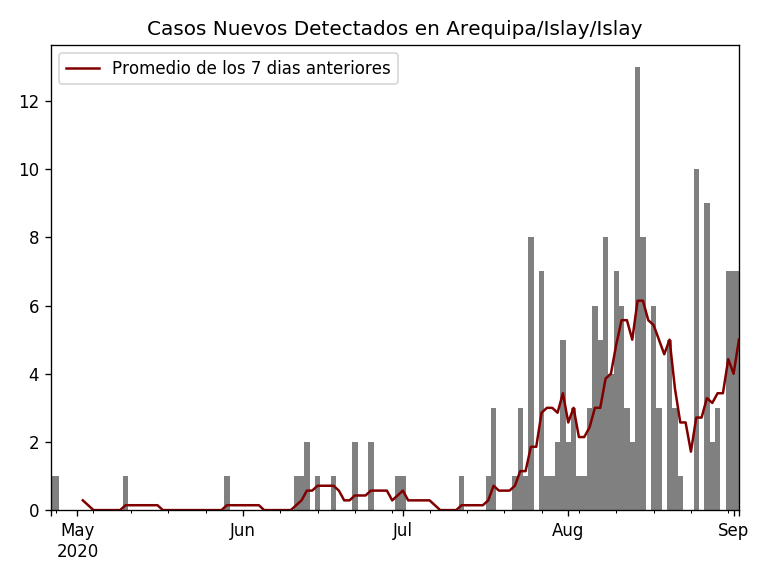 Casos Nuevos Detectados en Arequipa/Islay/Islay
Promedio de los 7 dias anteriores
12
10
8
6
4
2
0
May
2020
Jun
Jul
Aug
Sep